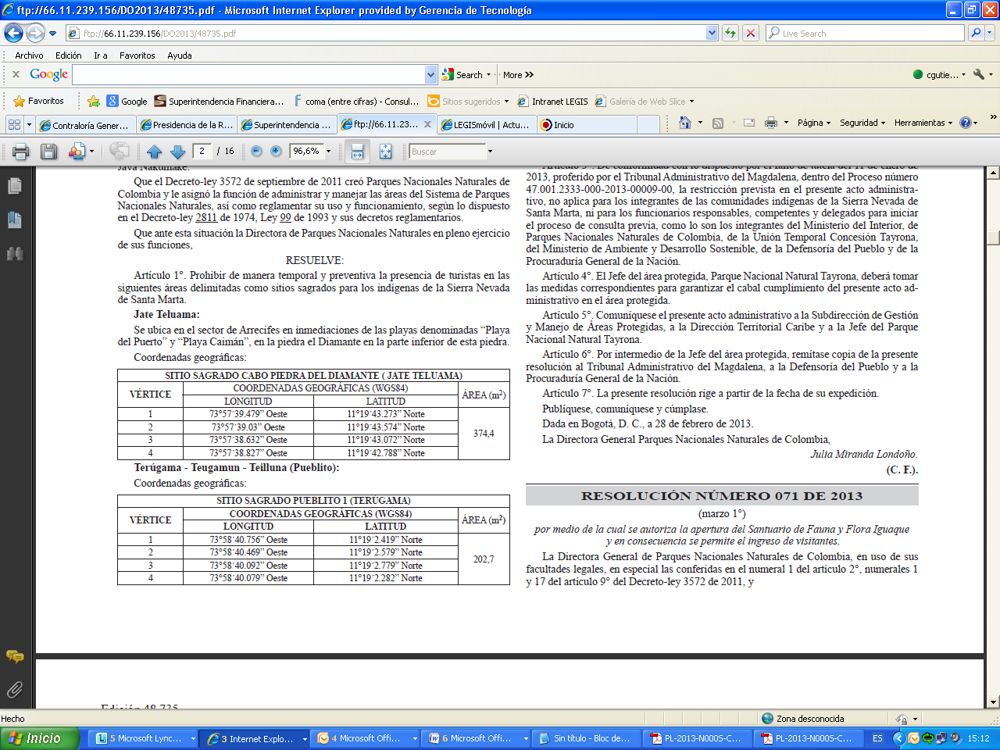 ftp://66.11.239.156/DO2013/48735.pdf - Microsoft Internet Explorer provided by Gerencia de Tecnología
ftp://66.11.239.156/DO2013/48735.pdf
Live Search
Archivo Edición Ir a Favoritos Ayuda
x Google Search More »
cgutie...
Favoritos Google Superintendencia Financiera... coma (entre cifras) - Consul... Sitios sugeridos Intranet LEGIS Galería de Web Slice
Contraloría Gener... Presidencia de la R... Superintendencia ... ftp://66.11.23... X LEGISmóvil | Actu... Inicio
Página Seguridad Herramientas »
2 / 16 96,6% Buscar
Java Nakumake.
Que el Decreto-ley 3572 de septiembre de 2011 creó Parques Nacionales Naturales de
Colombia y le asignó la función de administrar y manejar las áreas del Sistema de Parques
Nacionales Naturales, así como reglamentar su uso y funcionamiento, según lo dispuesto
en el Decreto-ley 2811 de 1974, Ley 99 de 1993 y sus decretos reglamentarios.
Que ante esta situación la Directora de Parques Nacionales Naturales en pleno ejercicio
de sus funciones,
RESUELVE:
Artículo 1°. Prohibir de manera temporal y preventiva la presencia de turistas en las
siguientes áreas delimitadas como sitios sagrados para los indígenas de la Sierra Nevada
de Santa Marta.
Jate Teluama:
Se ubica en el sector de Arrecifes en inmediaciones de las playas denominadas “Playa
del Puerto” y “Playa Caimán”, en la piedra el Diamante en la parte inferior de esta piedra.
Coordenadas geográficas:
SITIO SAGRADO CABO PIEDRA DEL DIAMANTE ( JATE TELUAMA)
VÉRTICE COORDENADAS GEOGRÁFICAS (WGS84) ÁREA (m2)
LONGITUD LATITUD
1 73°57´39.479” Oeste 11°19´43.273” Norte
2 73°57´39.03” Oeste 11°19´43.574” Norte
374,4
3 73°57´38.632” Oeste 11°19´43.072” Norte
4 73°57´38.827” Oeste 11°19´42.788” Norte
Terúgama - Teugamun - Teilluna (Pueblito):
Coordenadas geográficas:
SITIO SAGRADO PUEBLITO 1 (TERÚGAMA)
VÉRTICE COORDENADAS GEOGRÁFICAS (WGS84) ÁREA (m2)
LONGITUD LATITUD
1 73°58´40.756” Oeste 11°19´2.419” Norte
2 73°58´40.469” Oeste 11°19´2.579” Norte
202,7
3 73°58´40.092” Oeste 11°19´2.779” Norte
4 73°58´40.079” Oeste 11°19´2.282” Norte
Artículo 3°. De conformidad con lo dispuesto por el fallo de tutela del 11 de enero de
2013, proferido por el Tribunal Administrativo del Magdalena, dentro del Proceso número
47.001.2333-000-2013-00009-00, la restricción prevista en el presente acto administra-
tivo, no aplica para los integrantes de las comunidades indígenas de la Sierra Nevada de
Santa Marta, ni para los funcionarios responsables, competentes y delegados para iniciar
el proceso de consulta previa, como lo son los integrantes del Ministerio del Interior, de
Parques Nacionales Naturales de Colombia, de la Unión Temporal Concesión Tayrona,
del Ministerio de Ambiente y Desarrollo Sostenible, de la Defensoría del Pueblo y de la
Procuraduría General de la Nación.
Artículo 4°. El Jefe del área protegida, Parque Nacional Natural Tayrona, deberá tomar
las medidas correspondientes para garantizar el cabal cumplimiento del presente acto ad-
ministrativo en el área protegida.
Artículo 5°. Comuníquese el presente acto administrativo a la Subdirección de Gestión
y Manejo de Áreas Protegidas, a la Dirección Territorial Caribe y a la Jefe del Parque
Nacional Natural Tayrona.
Artículo 6°. Por intermedio de la Jefe del área protegida, remítase copia de la presente
resolución al Tribunal Administrativo del Magdalena, a la Defensoría del Pueblo y a la
Procuraduría General de la Nación.
Artículo 7°. La presente resolución rige a partir de la fecha de su expedición.
Publíquese, comuníquese y cúmplase.
Dada en Bogotá, D. C., a 28 de febrero de 2013.
La Directora General Parques Nacionales Naturales de Colombia,
Julia Miranda Londoño.
(C. F.).
RESOLUCIÓN NÚMERO 071 DE 2013
(marzo 1°)
por medio de la cual se autoriza la apertura del Santuario de Fauna y Flora Iguaque
y en consecuencia se permite el ingreso de visitantes.
La Directora General de Parques Nacionales Naturales de Colombia, en uso de sus
facultades legales, en especial las conferidas en el numeral 1 del artículo 2°, numerales 1
y 17 del artículo 9° del Decreto-ley 3572 de 2011, y
Edición 48.735
Hecho Zona desconocida
Inicio 5 Microsoft Lync... 3 Internet Explo... 4 Microsoft Offi... 6 Microsoft Offi... Sin título - Bloc de... PL-2013-N000S-C... PL-2013-N000S-C... ES 15:12